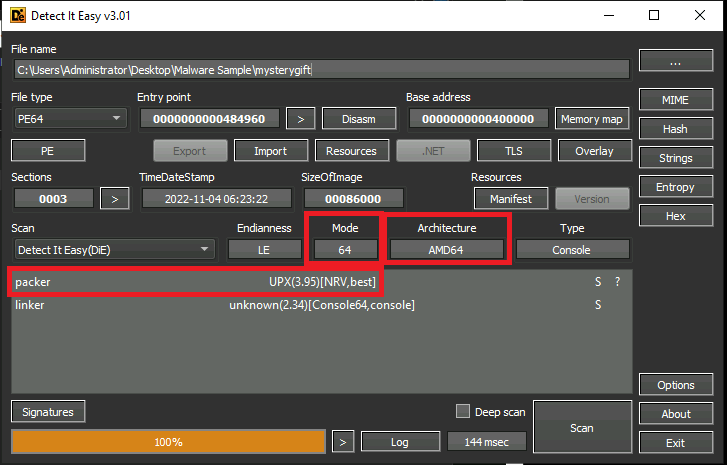 Detect It Easy v3.01
File name
C:\Users\Administrator\Desktop\Malware Sample\mysterygift
...
File type Entry point Base address
PE64 0000000000484960 > Disasm 0000000000400000 Memory map MIME
PE Export Import Resources .NET TLS Overlay Hash
Sections TimeDateStamp SizeOfImage Resources Strings
0003 > 2022-11-04 06:23:22 00086000 Manifest Version Entropy
Hex
Scan Endianness Mode Architecture Type
Detect It Easy(DiE) LE 64 AMD64 Console
packer UPX(3.95)[NRV,best] S ?
linker unknown(2.34)[Console64,console] S
Options
Signatures Deep scan Scan About
100% > Log 144 msec Exit